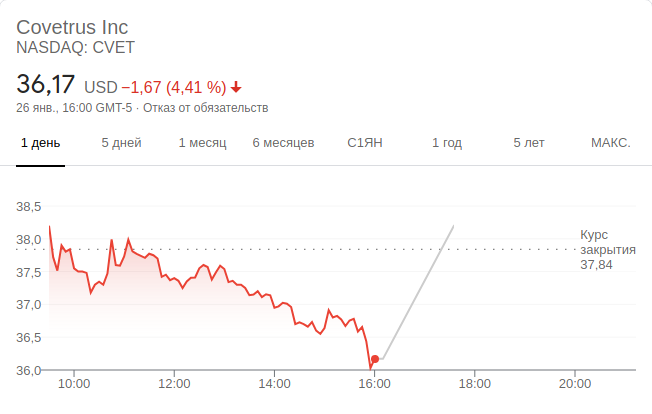 Covetrus Inc
NASDAQ: CVET
36,17 USD −1,67 (4,41 %)
26 янв., 16:00 GMT-5 · Отказ от обязательств
1 день 5 дней 1 месяц 6 месяцев С1ЯН 1 год 5 лет МАКС.
38,5
38,0
37,5
37,0
36,5
36,0
Курс
закрытия
37,84
10:00 12:00 14:00 16:00 18:00 20:00